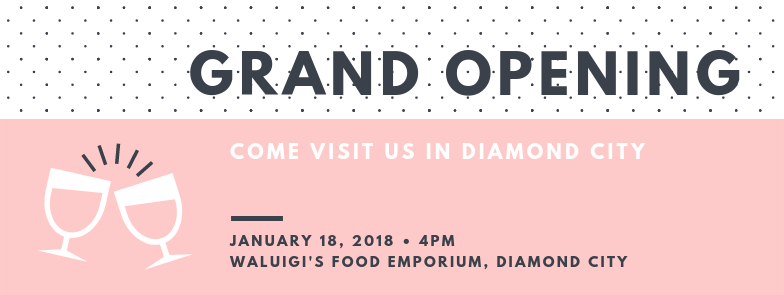 GRAND OPENING
COME VISIT US IN DIAMOND CITY
JANUARY 18, 2018 • 4PM
WALUIGI'S FOOD EMPORIUM, DIAMOND CITY